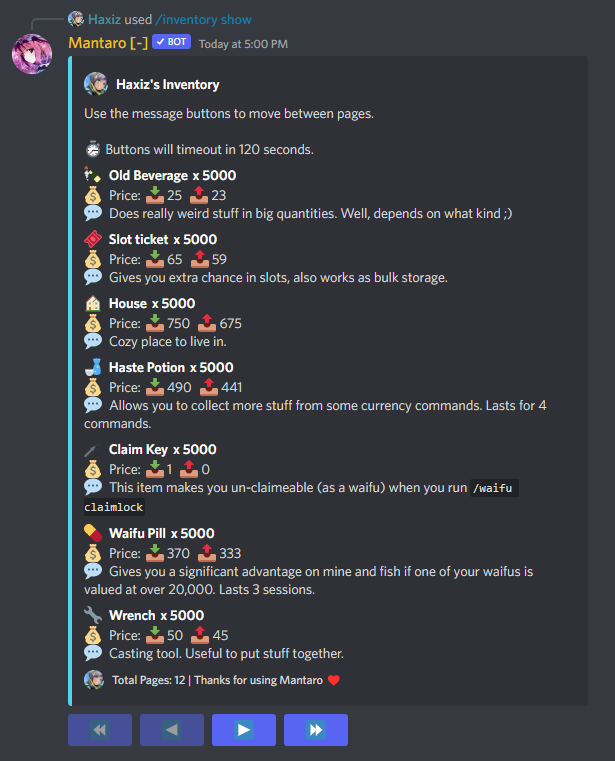 Haxiz used /inventory show
Mantaro [-] ✓ BOT Today at 5:00 PM
Haxiz's Inventory
Use the message buttons to move between pages.
Buttons will timeout in 120 seconds.
Old Beverage x 5000
Price: 25 23
Does really weird stuff in big quantities. Well, depends on what kind ;)
Slot ticket x 5000
Price: 65 59
Gives you extra chance in slots, also works as bulk storage.
House x 5000
Price: 750 675
Cozy place to live in.
Haste Potion x 5000
Price: 490 441
Allows you to collect more stuff from some currency commands. Lasts for 4
commands.
Claim Key x 5000
Price: 1 0
This item makes you un-claimeable (as a waifu) when you run /waifu
claimlock
Waifu Pill x 5000
Price: 370 333
Gives you a significant advantage on mine and fish if one of your waifus is
valued at over 20,000. Lasts 3 sessions.
Wrench x 5000
Price: 50 45
Casting tool. Useful to put stuff together.
Total Pages: 12 | Thanks for using Mantaro ❤️